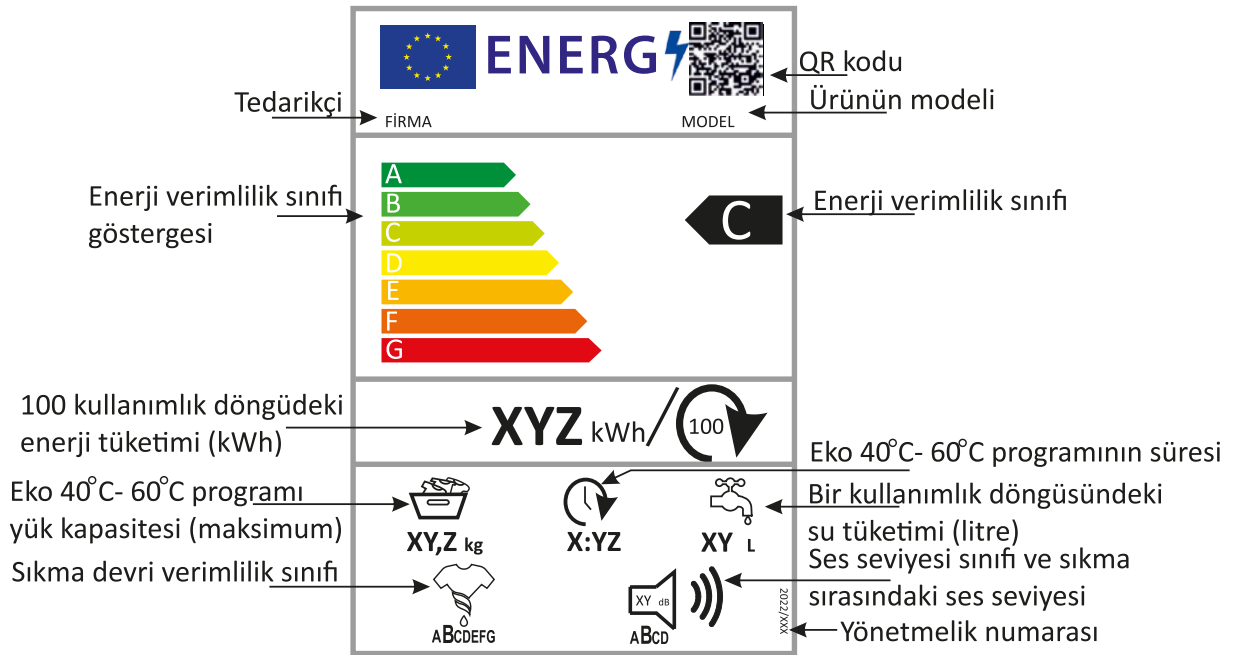 ENERG
QR kodu
Tedarikçi
Ürünün modeli
FİRMA
MODEL
A
B
C
D
E
F
G
Enerji verimlilik sınıfı
göstergesi
C
Enerji verimlilik sınıfı
100 kullanımlık döngüdeki
enerji tüketimi (kWh)
XYZ kWh/100
Eko 40°C- 60°C programının süresi
Eko 40°C- 60°C programı
yük kapasitesi (maksimum)
Bir kullanımlık döngüsündeki
su tüketimi (litre)
XY,Z kg
X:YZ
XY L
Sıkma devri verimlilik sınıfı
Ses seviyesi sınıfı ve sıkma
sırasındaki ses seviyesi
XY dB
ABCDEFG
ABCD
2022/XXX
Yönetmelik numarası